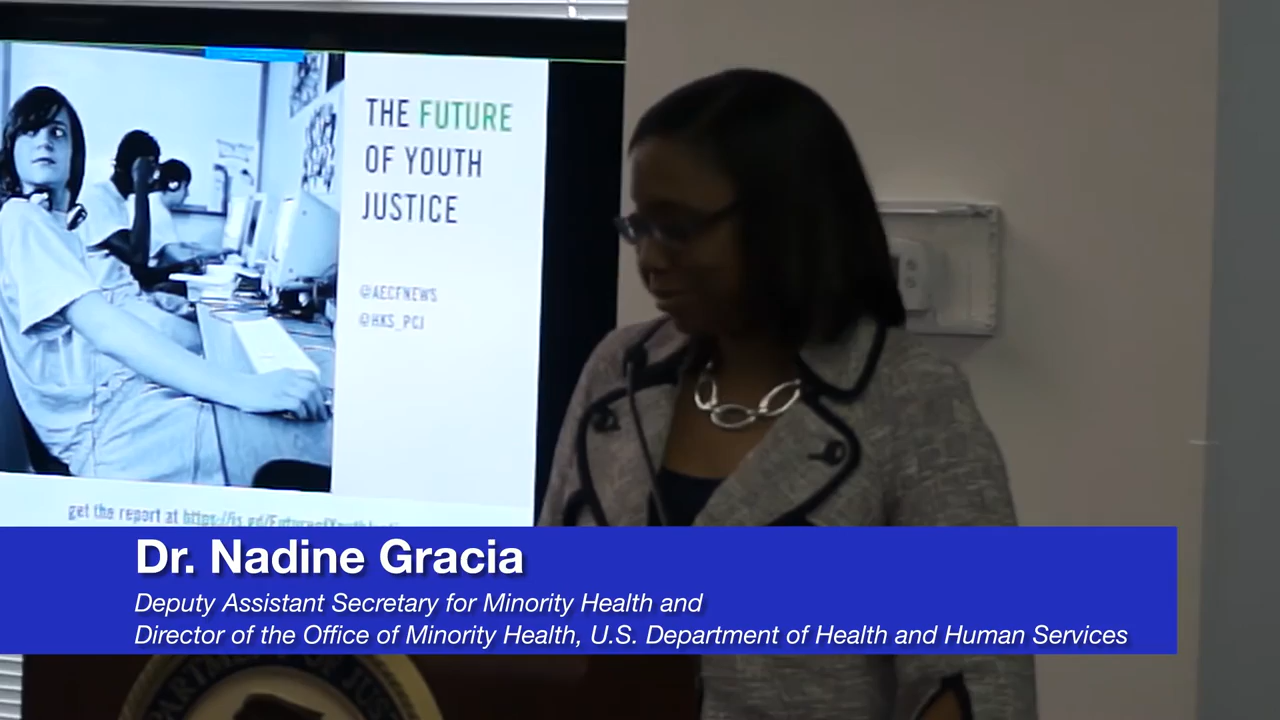 THE FUTURE
OF YOUTH
JUSTICE
@AECFNEWS
@HKS_PCJ
get the report at
Dr. Nadine Gracia
Deputy Assistant Secretary for Minority Health and
Director of the Office of Minority Health, U.S. Department of Health and Human Services